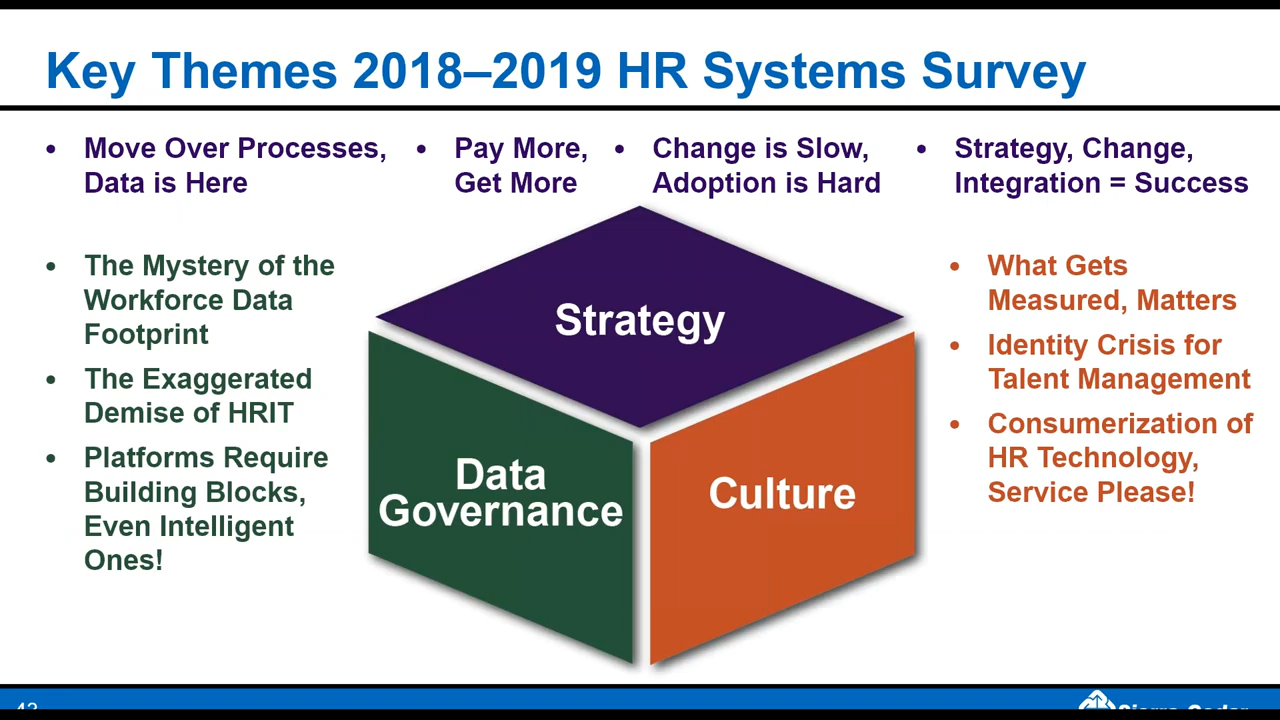 Key Themes 2018–2019 HR Systems Survey
• Move Over Processes,
Data is Here
• Pay More,
Get More
• Change is Slow,
Adoption is Hard
• Strategy, Change,
Integration = Success
• The Mystery of the
Workforce Data
Footprint
• The Exaggerated
Demise of HRIT
• Platforms Require
Building Blocks,
Even Intelligent
Ones!
Strategy
Data
Governance
Culture
• What Gets
Measured, Matters
• Identity Crisis for
Talent Management
• Consumerization of
HR Technology,
Service Please!
Sierra-Cedar